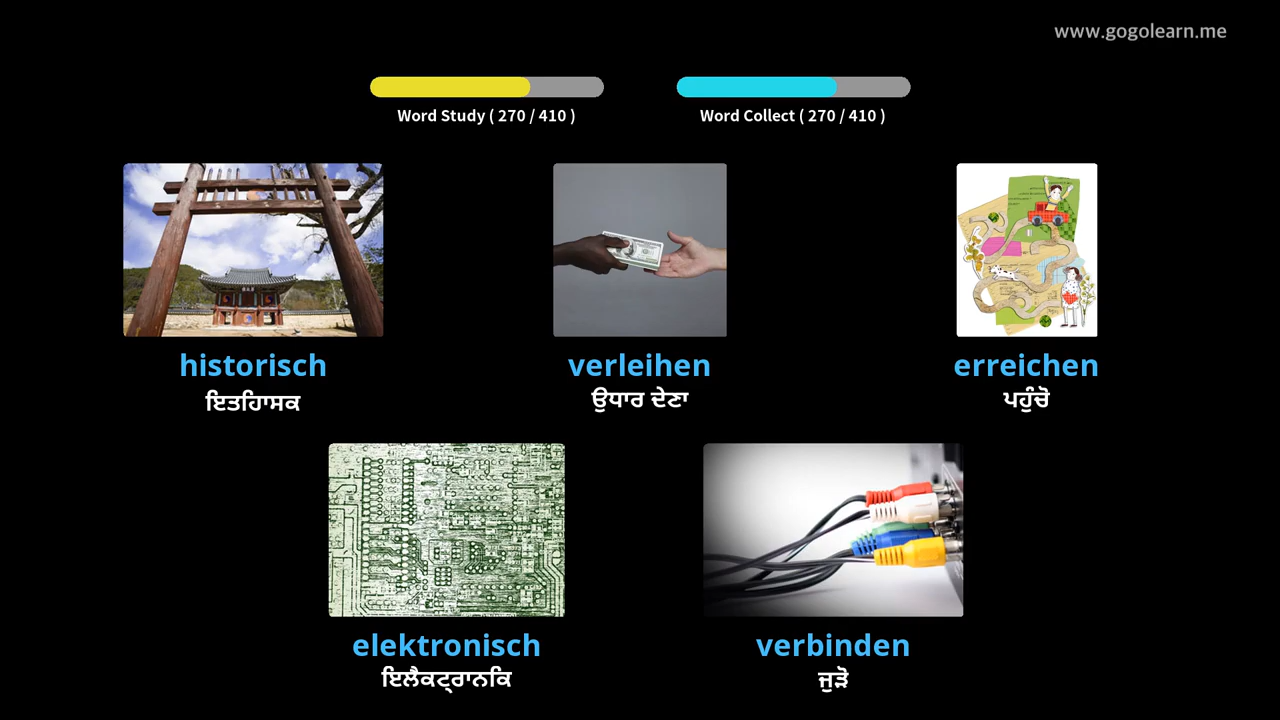 www.gogolearn.me
Word Study ( 270 / 410 )
Word Collect ( 270 / 410 )
historisch
ਇਤਹਿਾਸਕ
verleihen
ਉਧਾਰ ਦੇਣਾ
erreichen
ਪਹੁੰਚੋ
elektronisch
ਇਲੈਕਟ੍ਰਾਨਕਿ
verbinden
ਜੁੜੋ